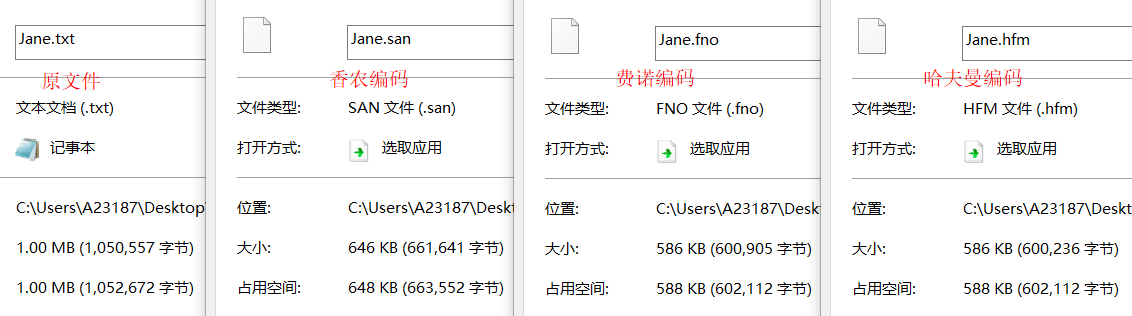 Jane.txt
原文件
文本文档 (.txt)
记事本
C:\Users\A23187\Desktop\
1.00 MB (1,050,557 字节)
1.00 MB (1,052,672 字节)
Jane.san
香农编码
文件类型: SAN 文件 (.san)
打开方式: 选取应用
位置: C:\Users\A23187\Deskt
大小: 646 KB (661,641 字节)
占用空间: 648 KB (663,552 字节)
Jane.fno
费诺编码
文件类型: FNO 文件 (.fno)
打开方式: 选取应用
位置: C:\Users\A23187\Deskt
大小: 586 KB (600,905 字节)
占用空间: 588 KB (602,112 字节)
Jane.hfm
哈夫曼编码
文件类型: HFM 文件 (.hfm)
打开方式: 选取应用
位置: C:\Users\A23187\Deskt
大小: 586 KB (600,236 字节)
占用空间: 588 KB (602,112 字节)